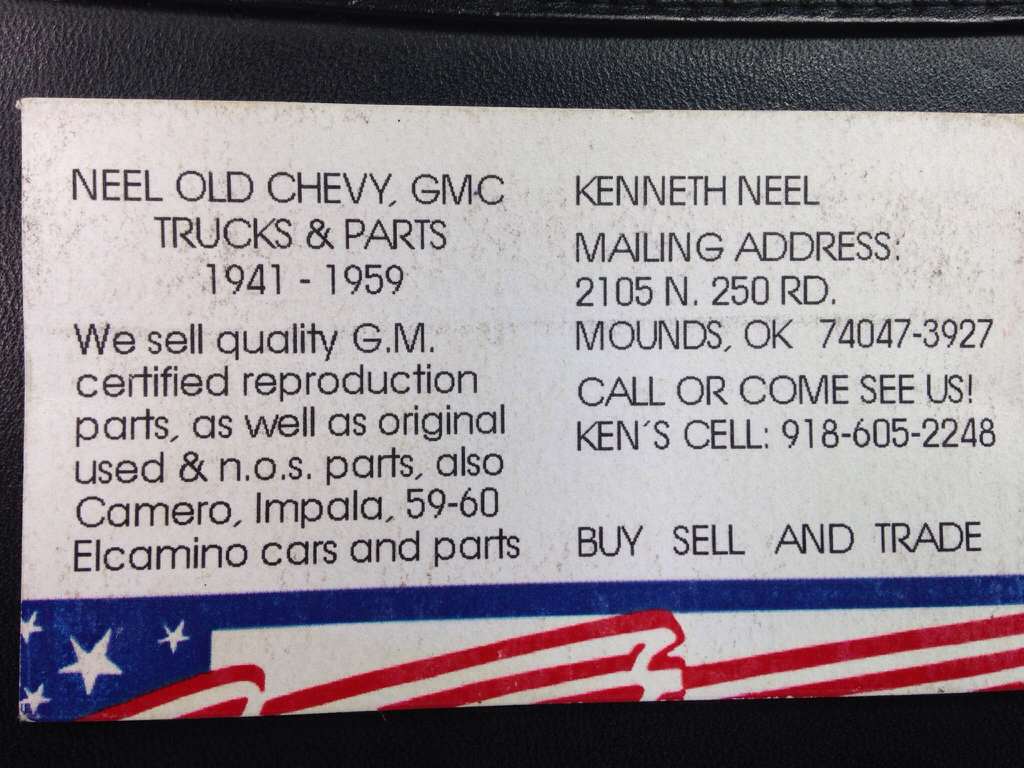 NEEL OLD CHEVY, GMC
TRUCKS & PARTS
1941 - 1959
We sell quality G.M.
certified reproduction
parts, as well as original
used & n.o.s. parts, also
Camero, Impala, 59-60
Elcamino cars and parts
KENNETH NEEL
MAILING ADDRESS:
2105 N. 250 RD.
MOUNDS, OK 74047-3927
CALL OR COME SEE US!
KEN´S CELL: 918-605-2248
BUY SELL AND TRADE